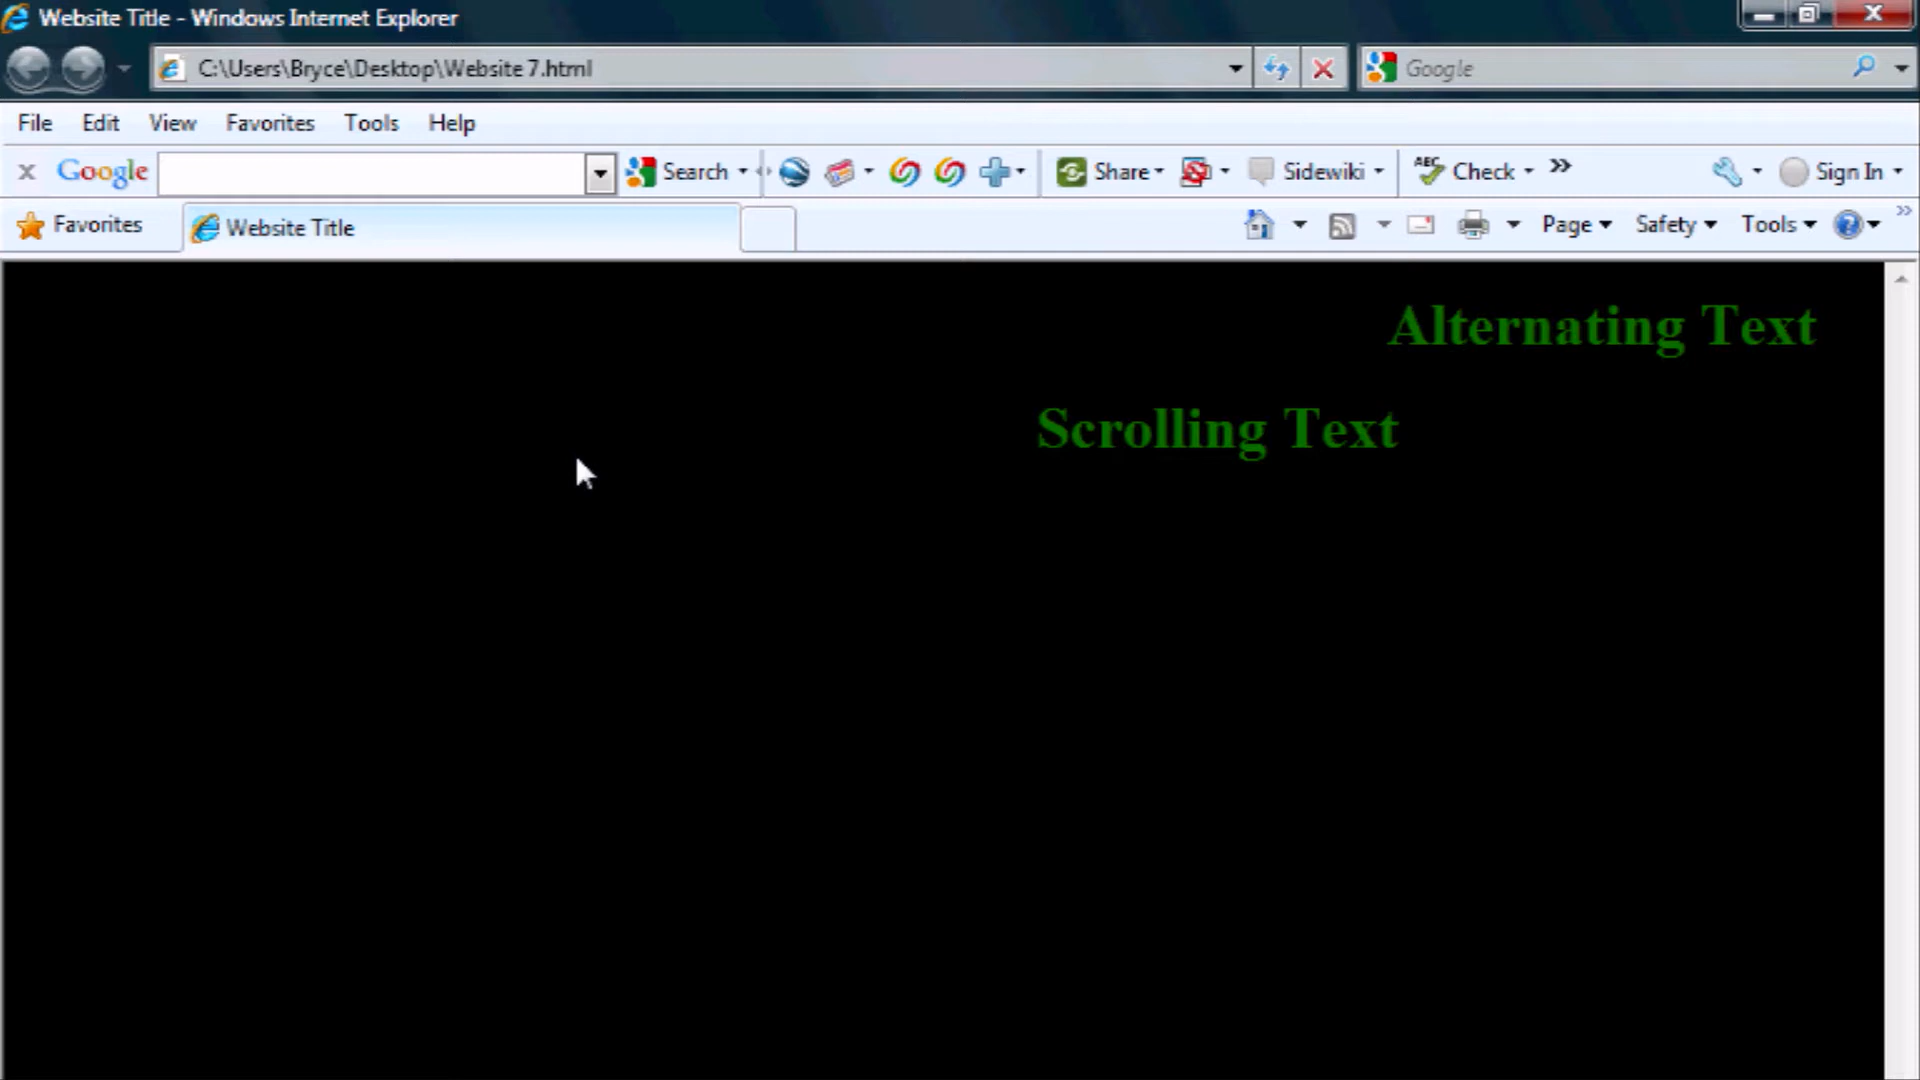 Website Title - Windows Internet Explorer
C:\Users\Bryce\Desktop\Website 7.html
Google
File Edit View Favorites Tools Help
x Google Search Share Sidewiki ABC Check » Sign In
Favorites Website Title Page Safety Tools »
Alternating Text
Scrolling Text